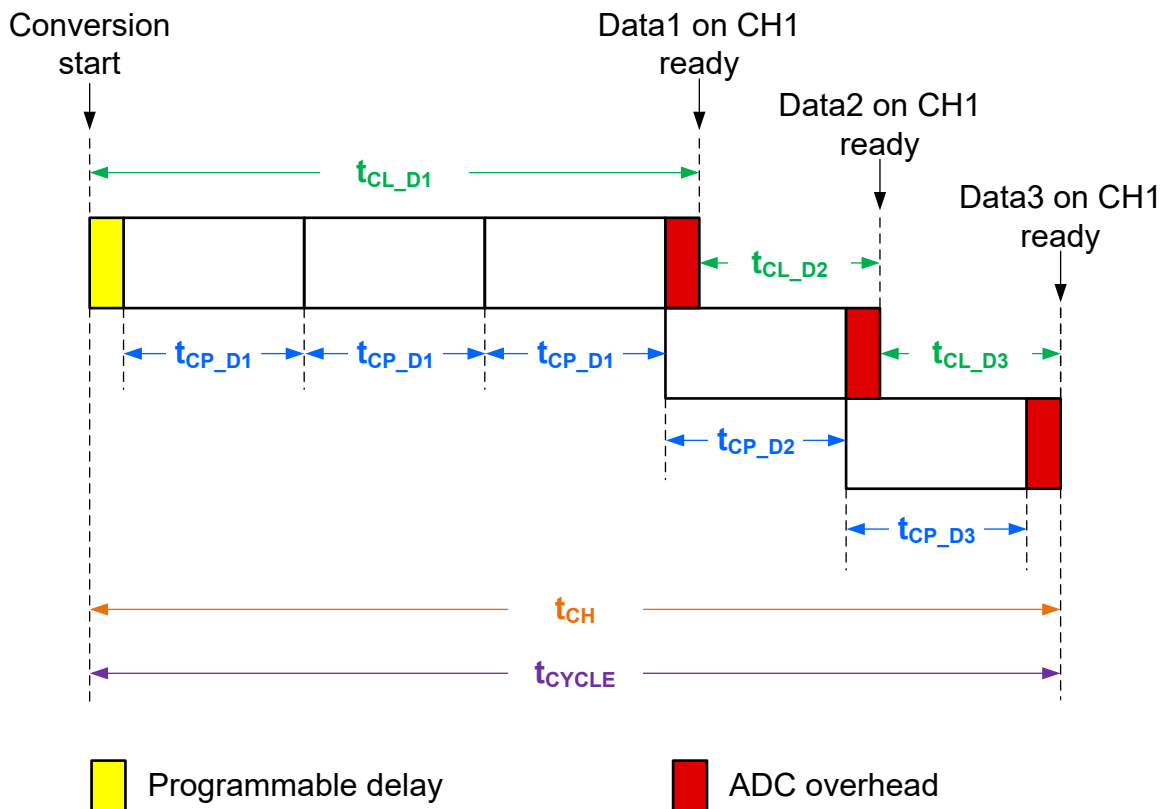 Conversion
start
Data1 on CH1
ready
Data2 on CH1
ready
Data3 on CH1
ready
tCL_D1
tCL_D2
tCP_D1
tCP_D1
tCP_D1
tCL_D3
tCP_D2
tCP_D3
tCH
tCYCLE
Programmable delay
ADC overhead